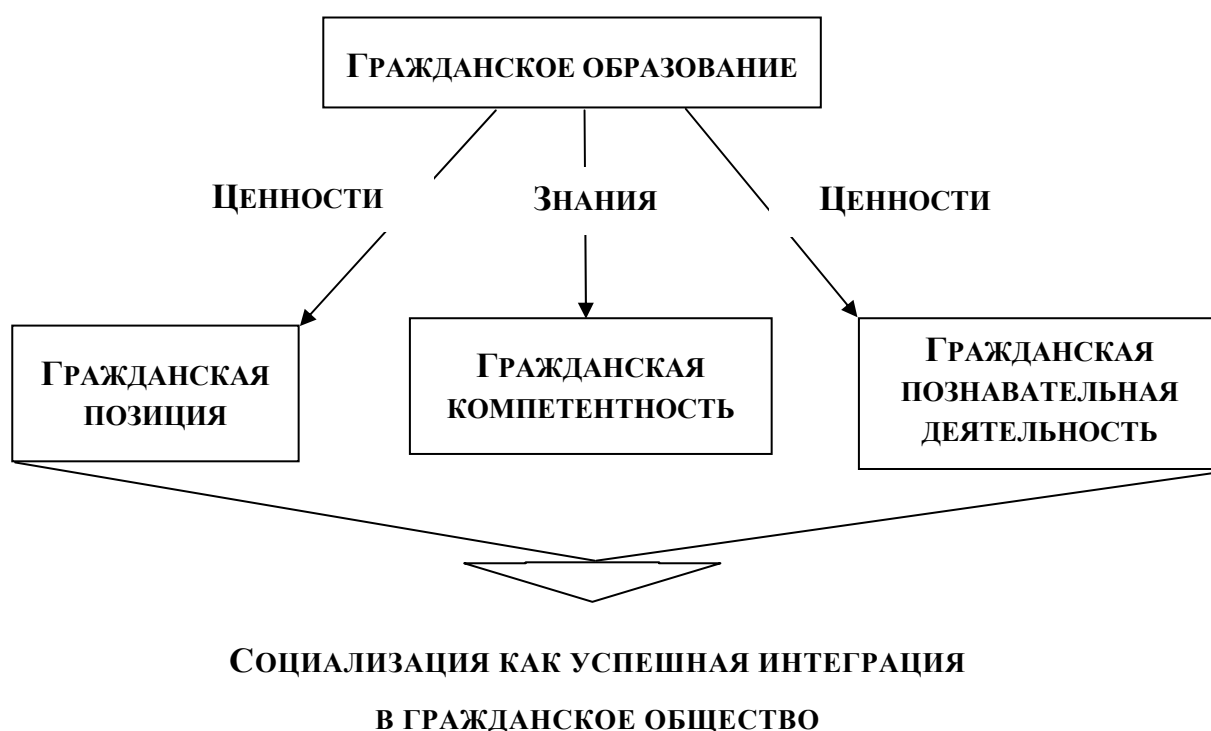 ГРАЖДАНСКОЕ ОБРАЗОВАНИЕ
ЦЕННОСТИ
ЗНАНИЯ
ЦЕННОСТИ
ГРАЖДАНСКАЯ
ПОЗИЦИЯ
ГРАЖДАНСКАЯ
КОМПЕТЕНТНОСТЬ
ГРАЖДАНСКАЯ
ПОЗНАВАТЕЛЬНАЯ
ДЕЯТЕЛЬНОСТЬ
СОЦИАЛИЗАЦИЯ КАК УСПЕШНАЯ ИНТЕГРАЦИЯ
В ГРАЖДАНСКОЕ ОБЩЕСТВО